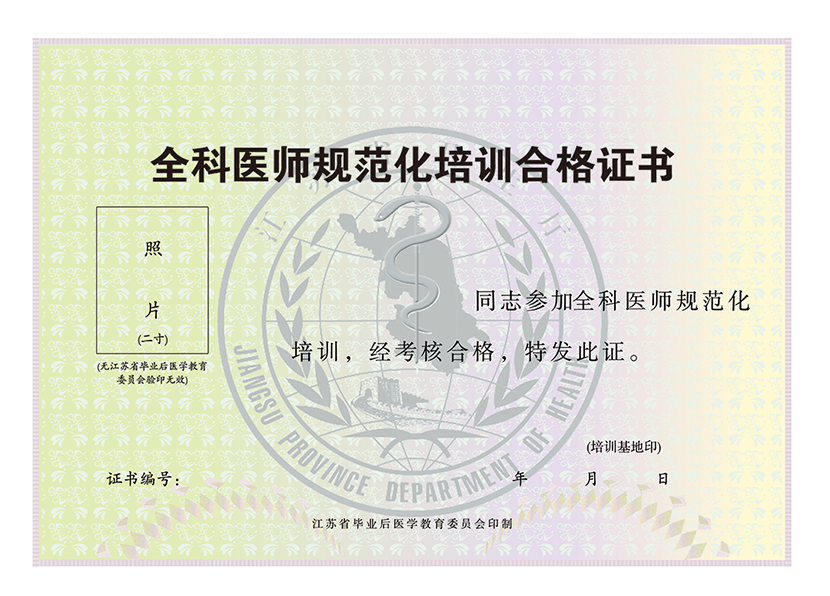 全科医师规范化培训合格证书
照
片
(二寸)
(无江苏省毕业后医学教育
委员会验印无效)
同志参加全科医师规范化
培训，经考核合格，特发此证。
JIANGSU PROVINCE DEPARTMENT OF HEALTH
(培训基地印)
证书编号：
年 月 日
江苏省毕业后医学教育委员会印制